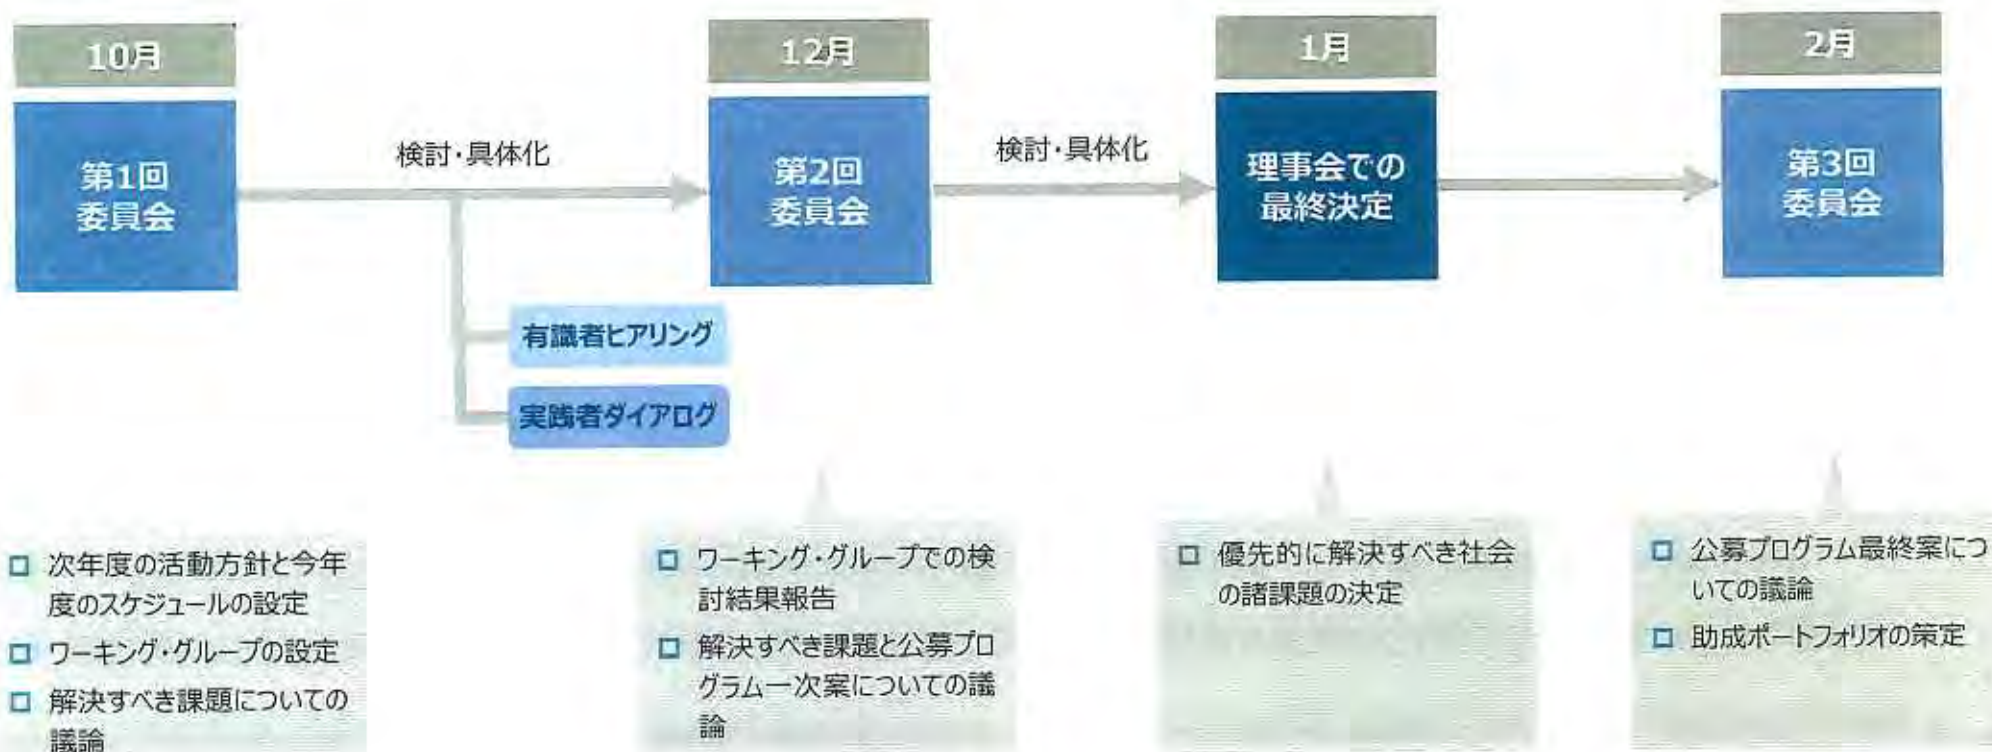 10月
12月
1月
2月
第1回
委員会
検討・具体化
第2回
委員会
検討・具体化
理事会での
最終決定
第3回
委員会
有識者ヒアリング
実践者ダイアログ
次年度の活動方針と今年
度のスケジュールの設定
ワーキング・グループの設定
解決すべき課題についての
議論
ワーキング・グループでの検
討結果報告
解決すべき課題と公募プロ
グラム一次案についての議
論
優先的に解決すべき社会
の諸課題の決定
公募プログラム最終案につ
いての議論
助成ポートフォリオの策定